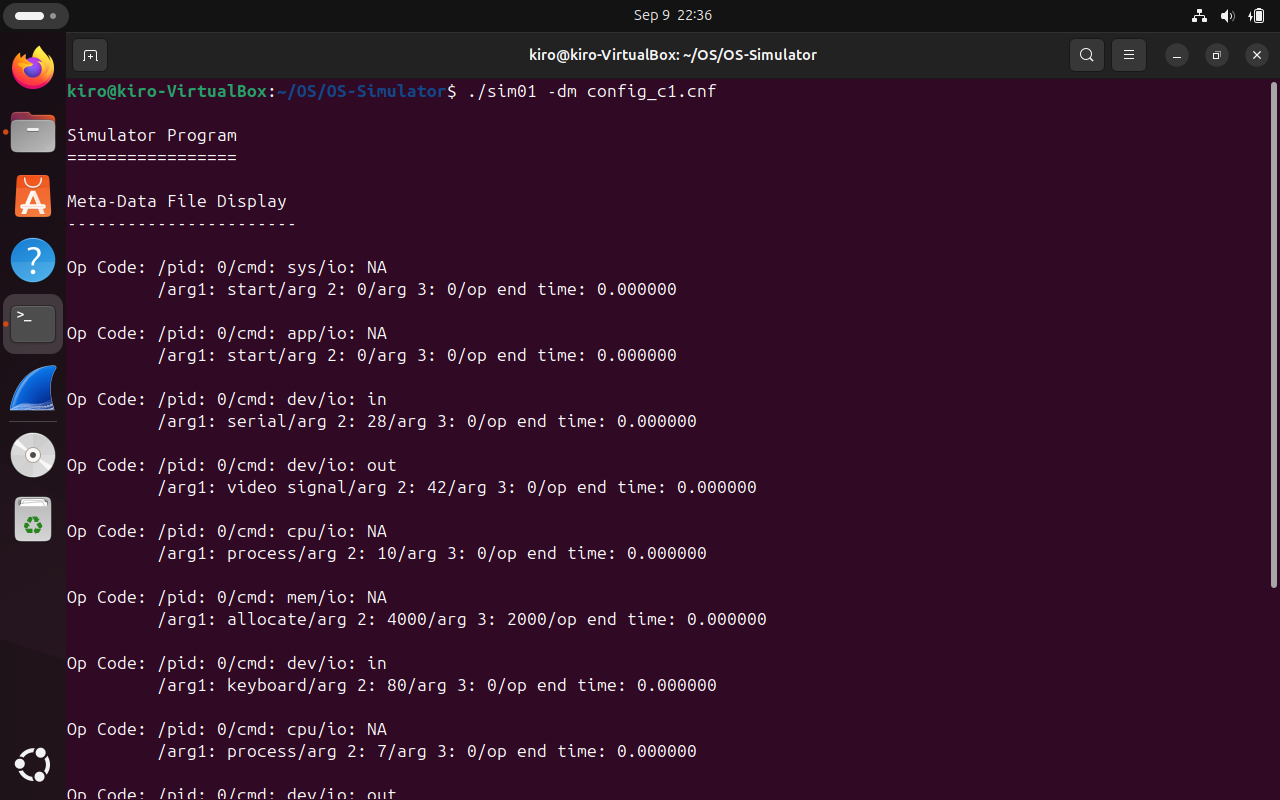 Sep 9 22:36
kiro@kiro-VirtualBox: ~/OS/OS-Simulator
kiro@kiro-VirtualBox:~/OS/OS-Simulator$ ./sim01 -dm config_c1.cnf
Simulator Program
=================
Meta-Data File Display
-----------------------
Op Code: /pid: 0/cmd: sys/io: NA
/arg1: start/arg 2: 0/arg 3: 0/op end time: 0.000000
Op Code: /pid: 0/cmd: app/io: NA
/arg1: start/arg 2: 0/arg 3: 0/op end time: 0.000000
Op Code: /pid: 0/cmd: dev/io: in
/arg1: serial/arg 2: 28/arg 3: 0/op end time: 0.000000
Op Code: /pid: 0/cmd: dev/io: out
/arg1: video signal/arg 2: 42/arg 3: 0/op end time: 0.000000
Op Code: /pid: 0/cmd: cpu/io: NA
/arg1: process/arg 2: 10/arg 3: 0/op end time: 0.000000
Op Code: /pid: 0/cmd: mem/io: NA
/arg1: allocate/arg 2: 4000/arg 3: 2000/op end time: 0.000000
Op Code: /pid: 0/cmd: dev/io: in
/arg1: keyboard/arg 2: 80/arg 3: 0/op end time: 0.000000
Op Code: /pid: 0/cmd: cpu/io: NA
/arg1: process/arg 2: 7/arg 3: 0/op end time: 0.000000
Op Code: /pid: 0/cmd: dev/io: out